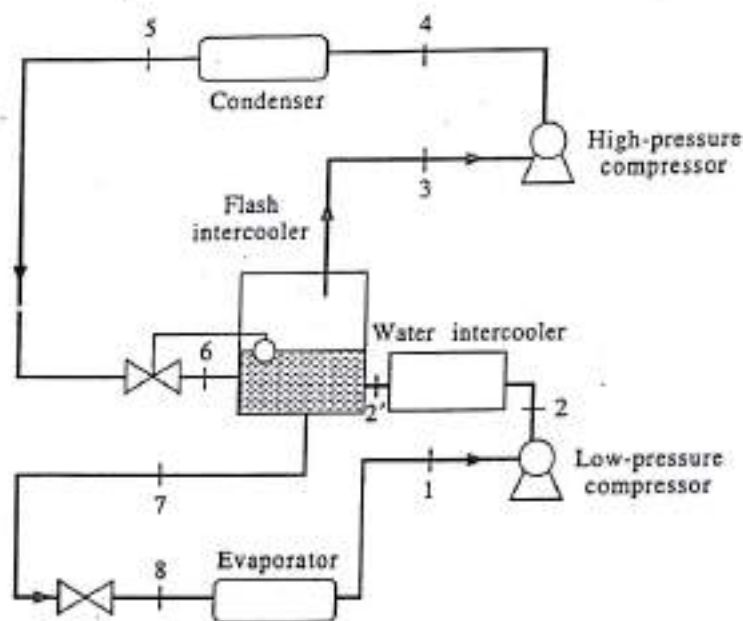 5
4
Condenser
High-pressure
compressor
3
Flash
intercooler
Water intercooler
6
2'
2
Low-pressure
compressor
7
1
Evaporator
8